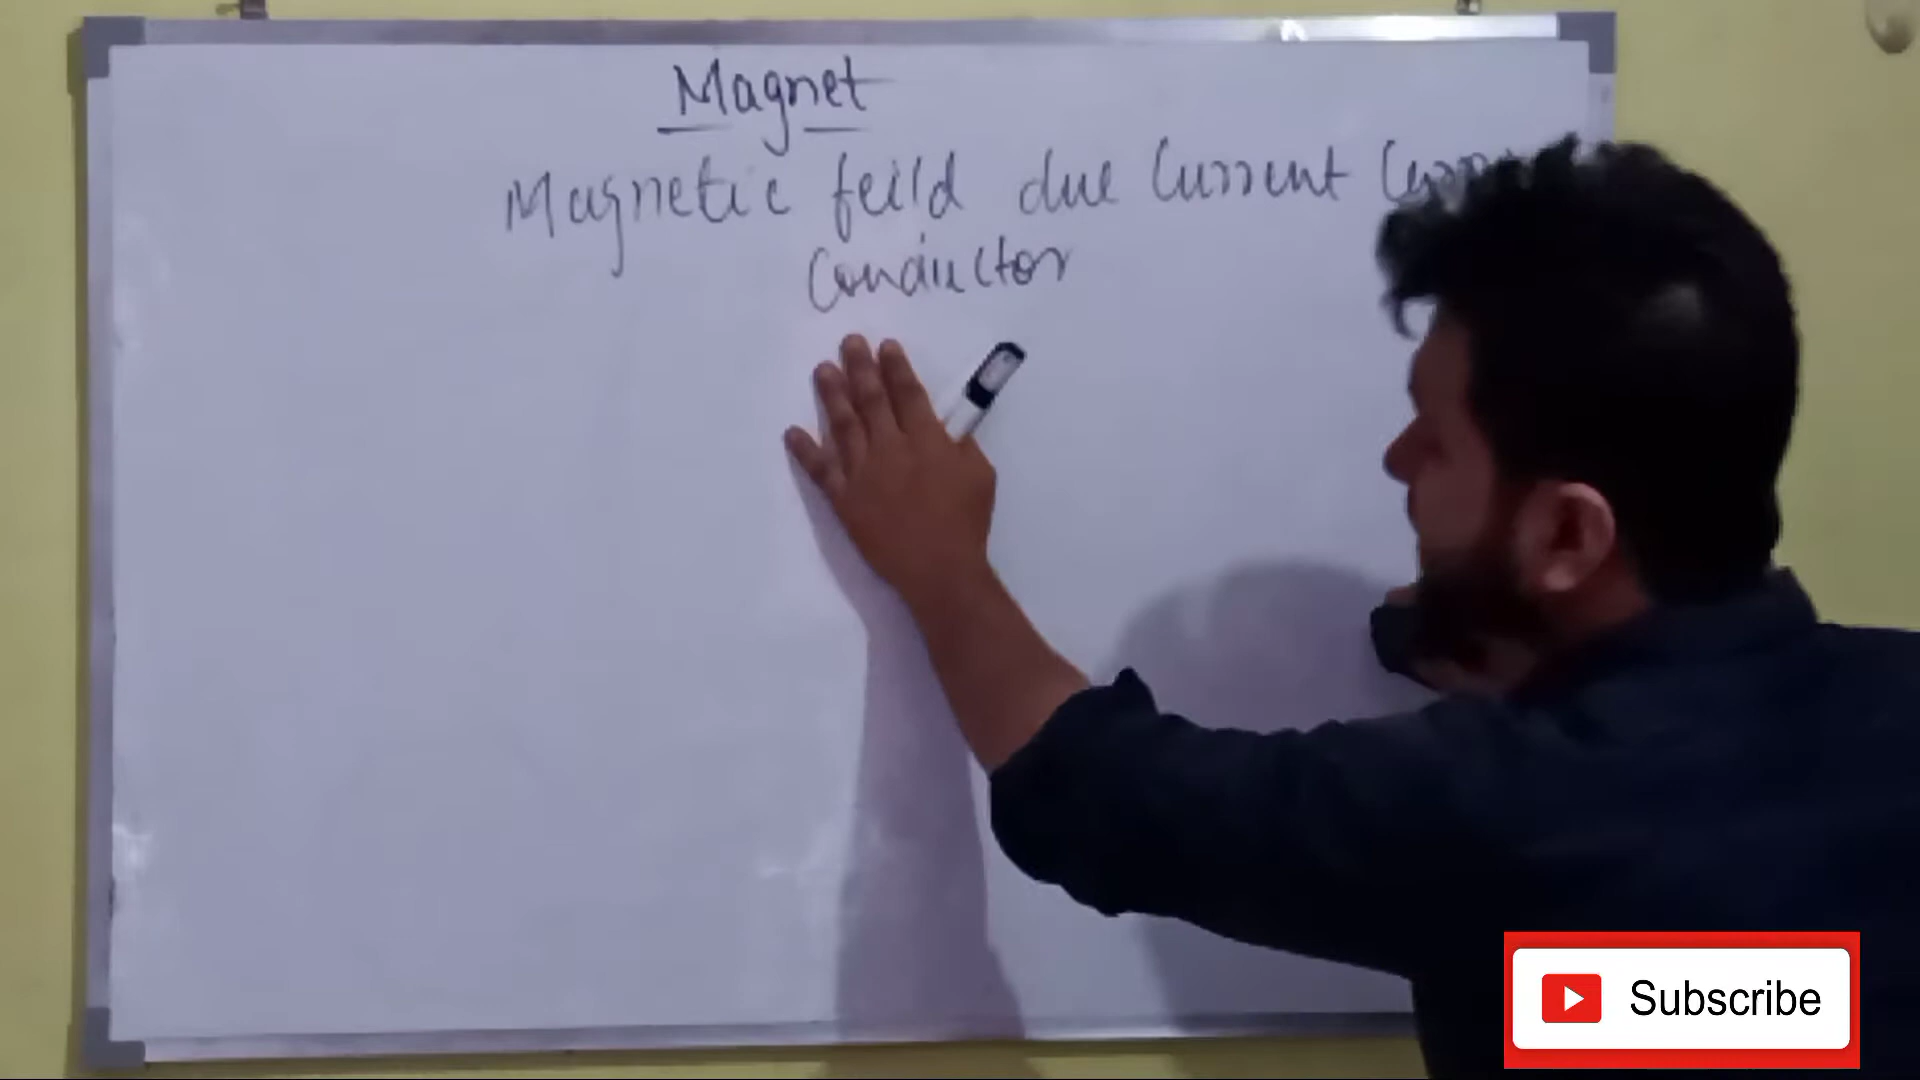 Magnet
Magnetic feild due Current
Conductor
Subscribe